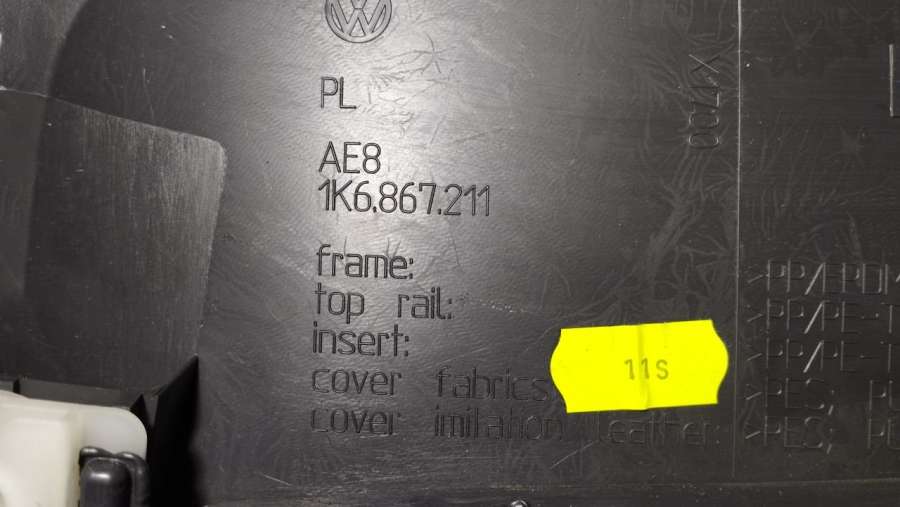 PL
AE8
1K6.867.211
frame: >PP/EPDM
top rail: >PP/PE-T
insert: >PP/PE-T
cover fabrics >PES;
cover imitation leather: >PES;
11S